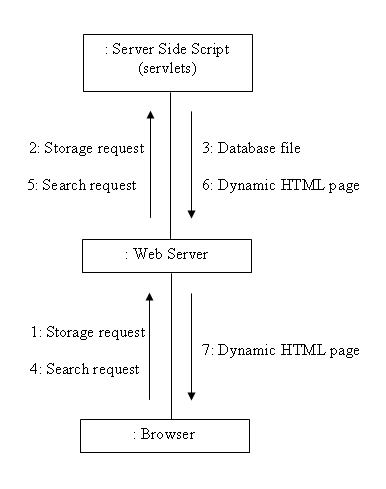 : Server Side Script
(servlets)
2: Storage request
3: Database file
5: Search request
6: Dynamic HTML page
: Web Server
1: Storage request
4: Search request
7: Dynamic HTML page
: Browser